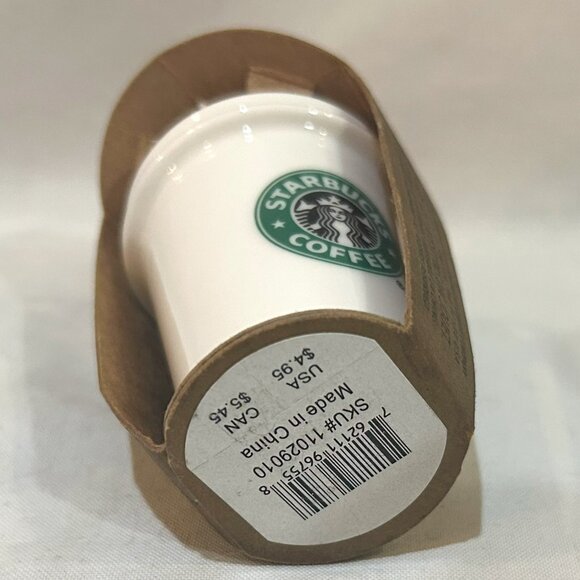 STARBUCKS
COFFEE
USA
$4.95
CAN
$5.45
Made in China
SKU# 11029010
7 62111 96755 8